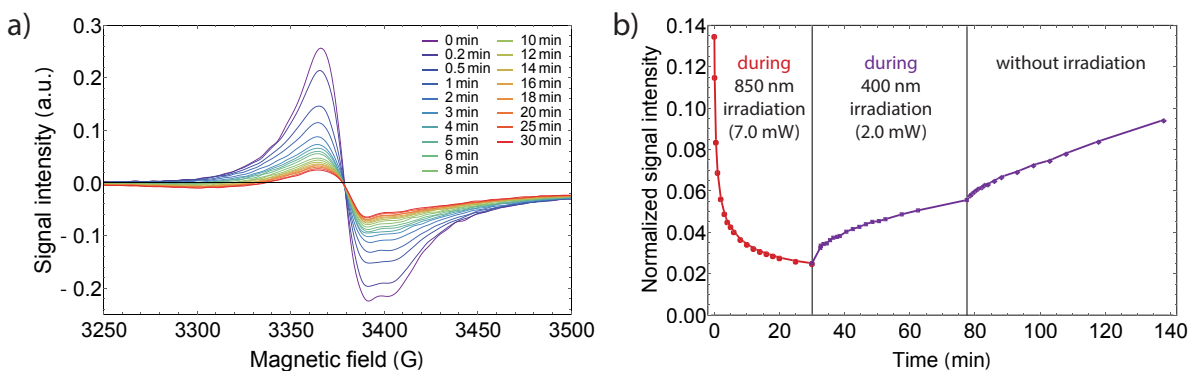 a)
Signal intensity (a.u.)
0.3
0.2
0.1
0.0
- 0.1
- 0.2
3250
3300
3350
3400
3450
3500
Magnetic field (G)
0 min
0.2 min
0.5 min
1 min
2 min
3 min
4 min
5 min
6 min
8 min
10 min
12 min
14 min
16 min
18 min
20 min
25 min
30 min
b)
Normalized signal intensity
0.14
0.12
0.10
0.08
0.06
0.04
0.02
0.00
0
20
40
60
80
100
120
140
Time (min)
during
850 nm
irradiation
(7.0 mW)
during
400 nm
irradiation
(2.0 mW)
without irradiation